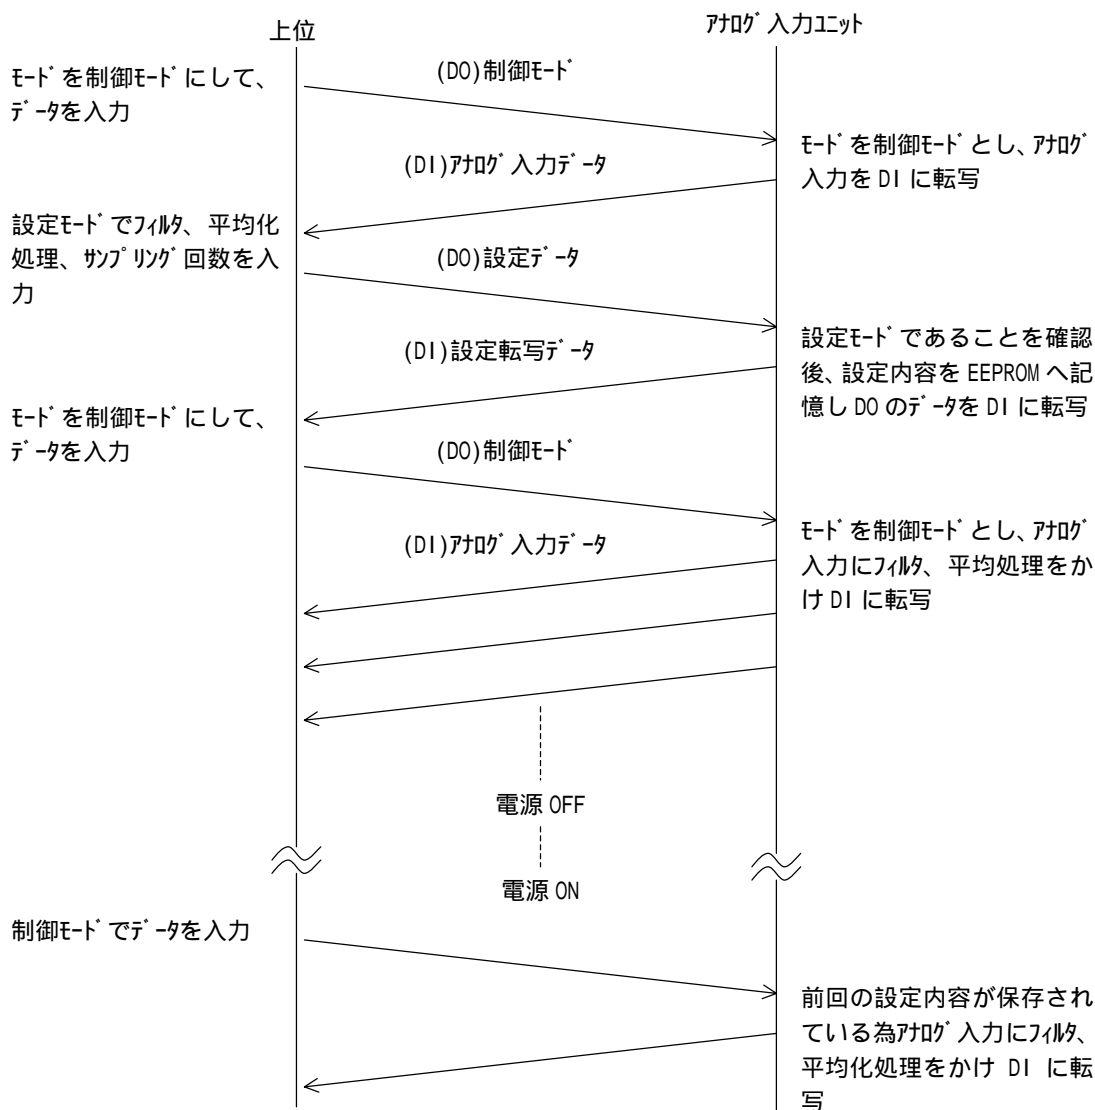 上位
ｱﾅﾛｸﾞ入力ﾕﾆｯﾄ
ﾓｰﾄﾞを制御ﾓｰﾄﾞにして、
ﾃﾞｰﾀを入力
(DO)制御ﾓｰﾄﾞ
ﾓｰﾄﾞを制御ﾓｰﾄﾞとし、ｱﾅﾛｸﾞ
入力をDIに転写
(DI)ｱﾅﾛｸﾞ入力ﾃﾞｰﾀ
設定ﾓｰﾄﾞでﾌｨﾙﾀ、平均化
処理、ｻﾝﾌﾟﾘﾝｸﾞ回数を入
力
(DO)設定ﾃﾞｰﾀ
設定ﾓｰﾄﾞであることを確認
後、設定内容をEEPROMへ記
憶しDOのﾃﾞｰﾀをDIに転写
(DI)設定転写ﾃﾞｰﾀ
ﾓｰﾄﾞを制御ﾓｰﾄﾞにして、
ﾃﾞｰﾀを入力
(DO)制御ﾓｰﾄﾞ
ﾓｰﾄﾞを制御ﾓｰﾄﾞとし、ｱﾅﾛｸﾞ
入力にﾌｨﾙﾀ、平均処理をか
けDIに転写
(DI)ｱﾅﾛｸﾞ入力ﾃﾞｰﾀ
電源OFF
電源ON
制御ﾓｰﾄﾞでﾃﾞｰﾀを入力
前回の設定内容が保存され
ている為ｱﾅﾛｸﾞ入力にﾌｨﾙﾀ、
平均化処理をかけ DI に転
写